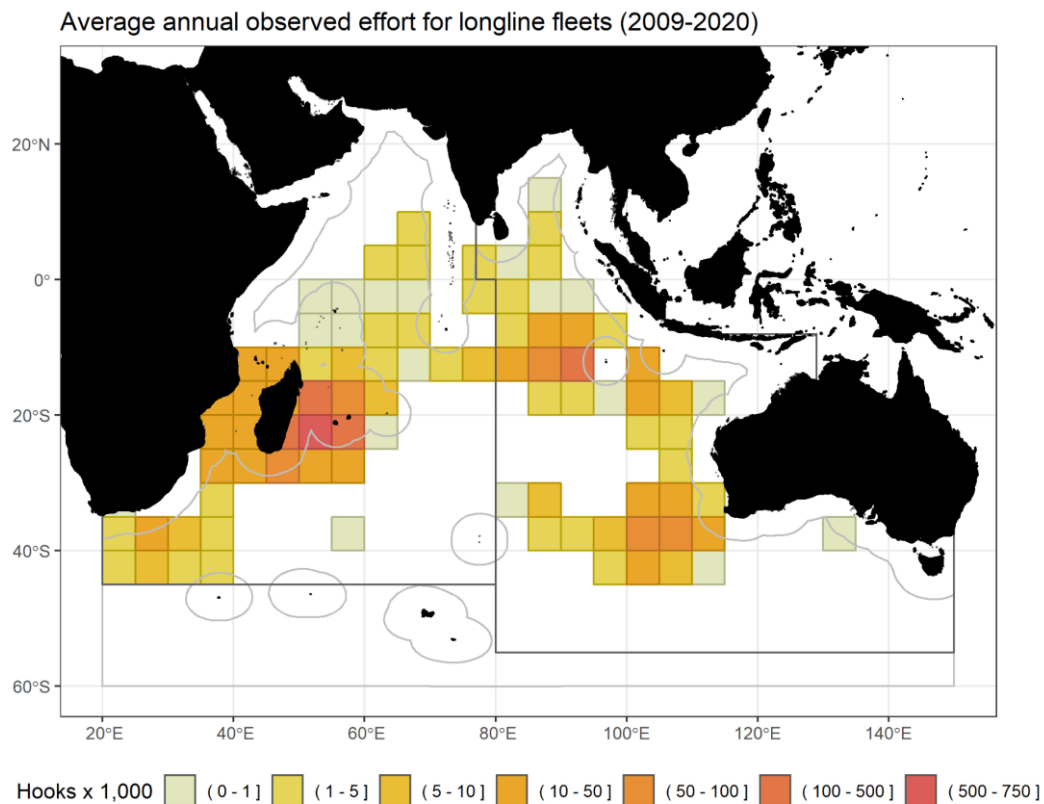 Average annual observed effort for longline fleets (2009-2020)
20°N
0°
20°S
40°S
60°S
20°E 40°E 60°E 80°E 100°E 120°E 140°E
Hooks x 1,000 ( 0 - 1 ] ( 1 - 5 ] ( 5 - 10 ] ( 10 - 50 ] ( 50 - 100 ] ( 100 - 500 ] ( 500 - 750 ]